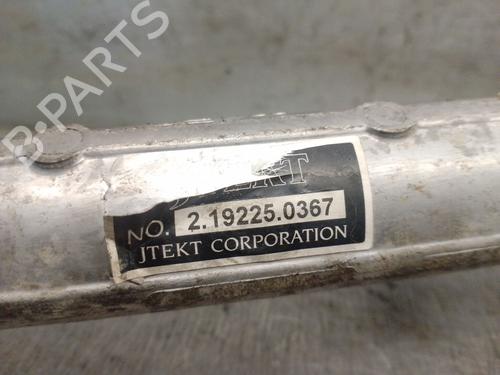 B-PARTS
NO. 2.19225.0367
JTEKT CORPORATION